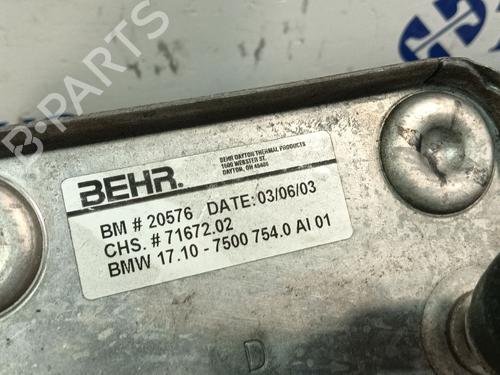 BEHR.
BEHR DAYTON THERMAL PRODUCTS
1600 WEBSTER ST.
DAYTON, OH 45404
BM # 20576 DATE: 03/06/03
CHS. # 71672.02
BMW 17.10 - 7500 754.0 AI 01
D
B-PARTS